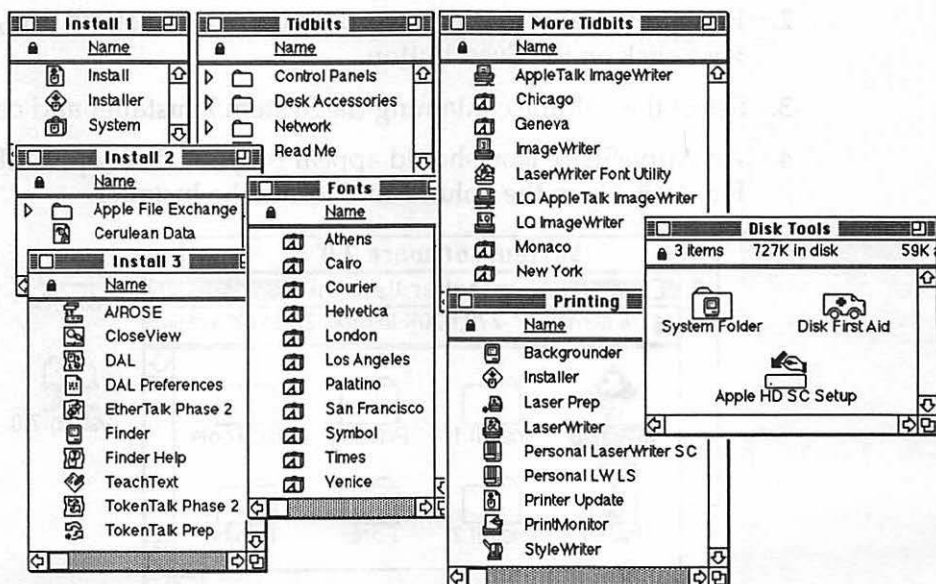 Install 1
Name
Install
Installer
System
Tidbits
Name
Control Panels
Desk Accessories
Network
Read Me
More Tidbits
Name
AppleTalk ImageWriter
Chicago
Geneva
ImageWriter
LaserWriter Font Utility
LQ AppleTalk ImageWriter
LQ ImageWriter
Monaco
New York
Install 2
Name
Apple File Exchange
Cerulean Data
Install 3
Name
AIROSE
CloseView
DAL
DAL Preferences
EtherTalk Phase 2
Finder
Finder Help
TeachText
TokenTalk Phase 2
TokenTalk Prep
Fonts
Name
Athens
Cairo
Courier
Helvetica
London
Los Angeles
Palatino
San Francisco
Symbol
Times
Venice
Printing
Name
Backgrounder
Installer
Laser Prep
LaserWriter
Personal LaserWriter SC
Personal LW LS
Printer Update
PrintMonitor
StyleWriter
Disk Tools
3 items 727K in disk 59K
System Folder Disk First Aid
Apple HD SC Setup